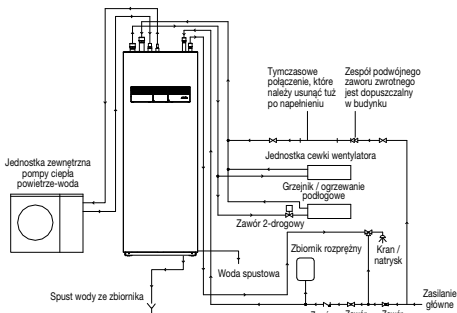 Tymczasowe
połączenie, które
należy usunąć tuż
po napełnieniu
Zespół podwójnego
zaworu zwrotnego
jest dopuszczalny
w budynku
Jednostka zewnętrzna
pompy ciepła
powietrze-woda
Jednostka cewki wentylatora
Grzejnik / ogrzewanie
podłogowe
Zawór 2-drogowy
Zbiornik rozprężny
Kran /
natrysk
Woda spustowa
Spust wody ze zbiornika
Zasilanie
główne